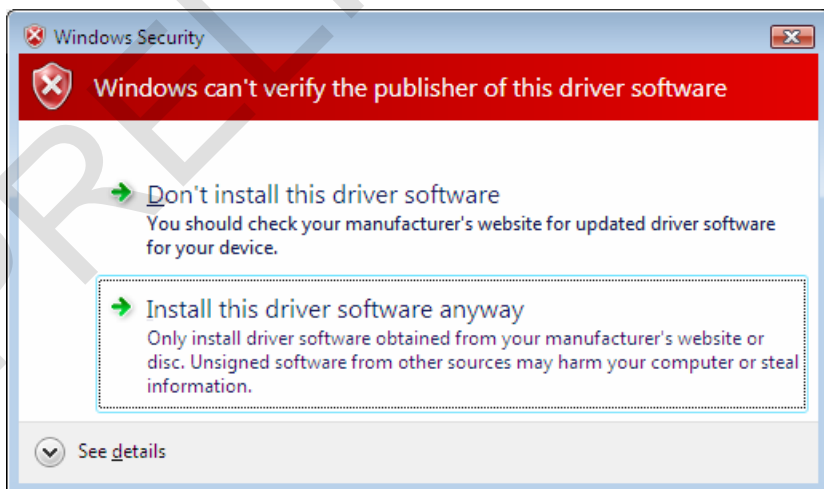 Windows Security
Windows can't verify the publisher of this driver software
Don't install this driver software
You should check your manufacturer's website for updated driver software
for your device.
Install this driver software anyway
Only install driver software obtained from your manufacturer's website or
disc. Unsigned software from other sources may harm your computer or steal
information.
See details